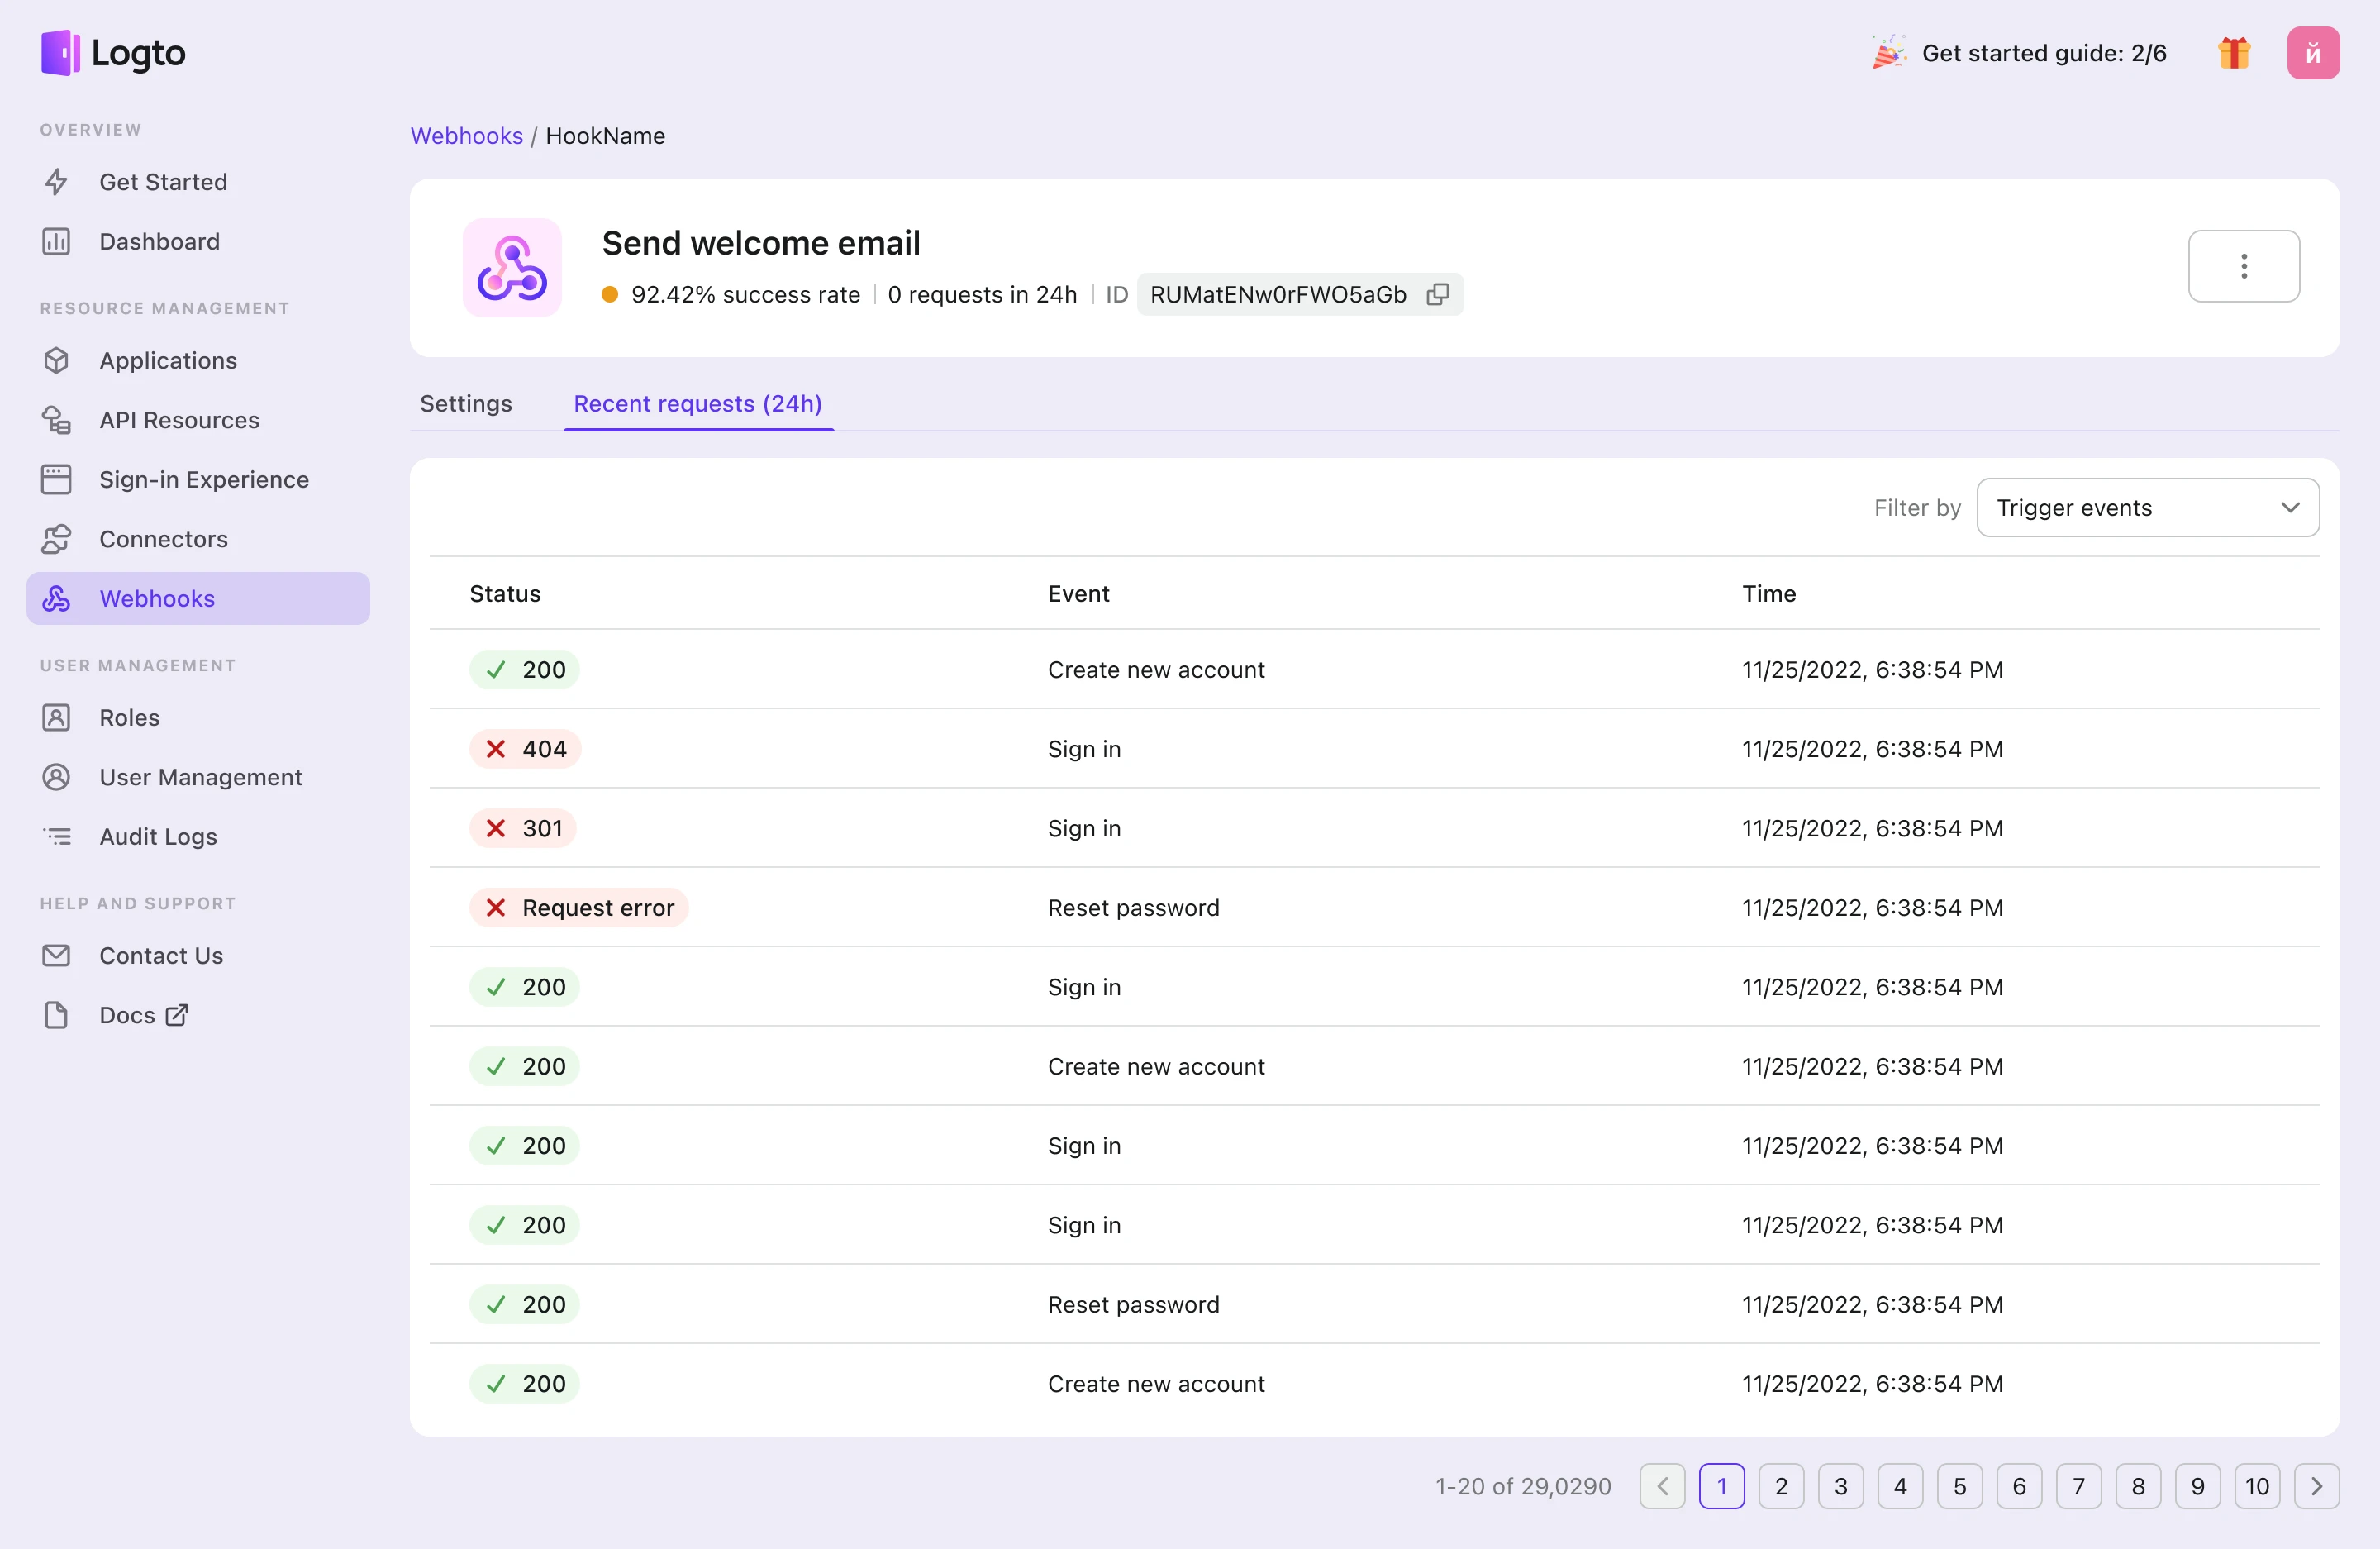 Logto
Get started guide: 2/6
й
OVERVIEW
Get Started
Dashboard
RESOURCE MANAGEMENT
Applications
API Resources
Sign-in Experience
Connectors
Webhooks
USER MANAGEMENT
Roles
User Management
Audit Logs
HELP AND SUPPORT
Contact Us
Docs
Webhooks / HookName
Send welcome email
92.42% success rate | 0 requests in 24h | ID RUMatENw0rFWO5aGb
Settings Recent requests (24h)
Filter by Trigger events
Status Event Time
200 Create new account 11/25/2022, 6:38:54 PM
404 Sign in 11/25/2022, 6:38:54 PM
301 Sign in 11/25/2022, 6:38:54 PM
Request error Reset password 11/25/2022, 6:38:54 PM
200 Sign in 11/25/2022, 6:38:54 PM
200 Create new account 11/25/2022, 6:38:54 PM
200 Sign in 11/25/2022, 6:38:54 PM
200 Sign in 11/25/2022, 6:38:54 PM
200 Reset password 11/25/2022, 6:38:54 PM
200 Create new account 11/25/2022, 6:38:54 PM
1-20 of 29,0290 1 2 3 4 5 6 7 8 9 10